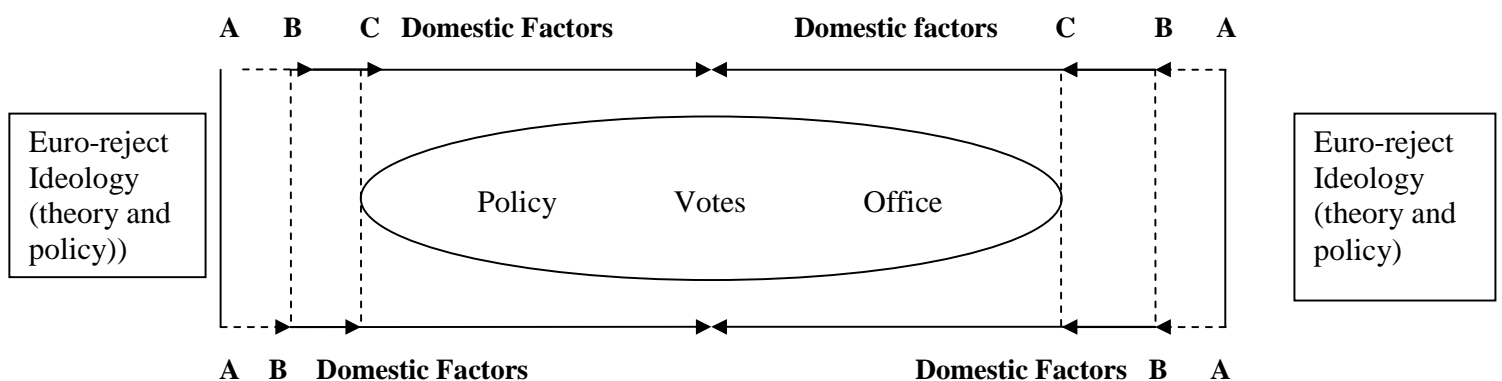 A B C Domestic Factors Domestic factors C B A
Euro-reject
Ideology
(theory and
policy))
Policy Votes Office
Euro-reject
Ideology
(theory and
policy)
A B Domestic Factors Domestic Factors B A